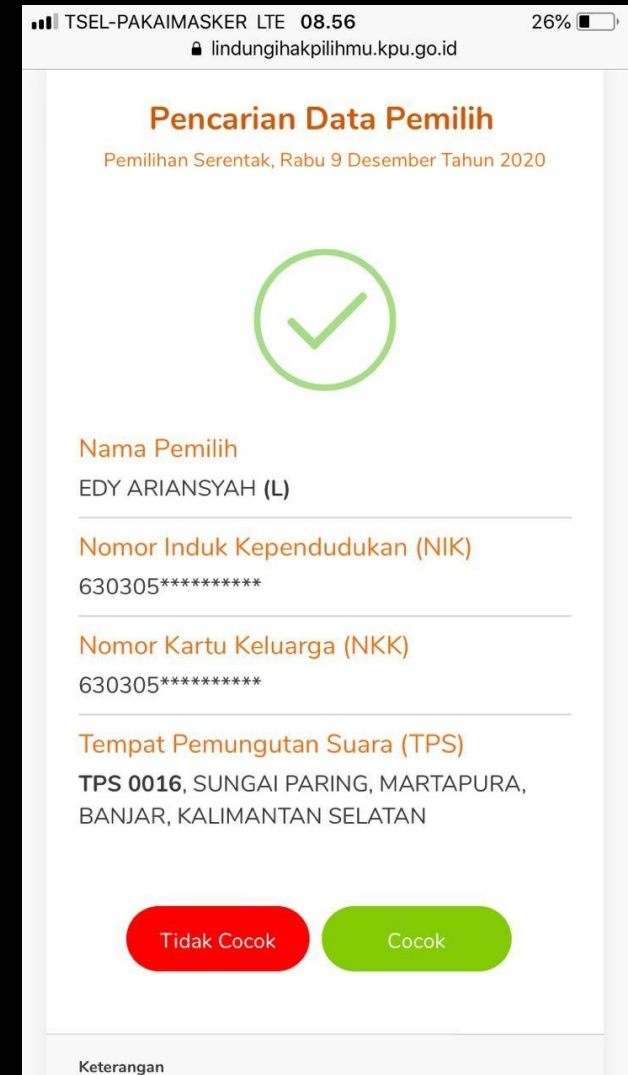 TSEL-PAKAIMASKER LTE 08.56 26%
lindungihakpilihmu.kpu.go.id
Pencarian Data Pemilih
Pemilihan Serentak, Rabu 9 Desember Tahun 2020
Nama Pemilih
EDY ARIANSYAH (L)
Nomor Induk Kependudukan (NIK)
630305**********
Nomor Kartu Keluarga (NKK)
630305**********
Tempat Pemungutan Suara (TPS)
TPS 0016, SUNGAI PARING, MARTAPURA,
BANJAR, KALIMANTAN SELATAN
Tidak Cocok Cocok
Keterangan